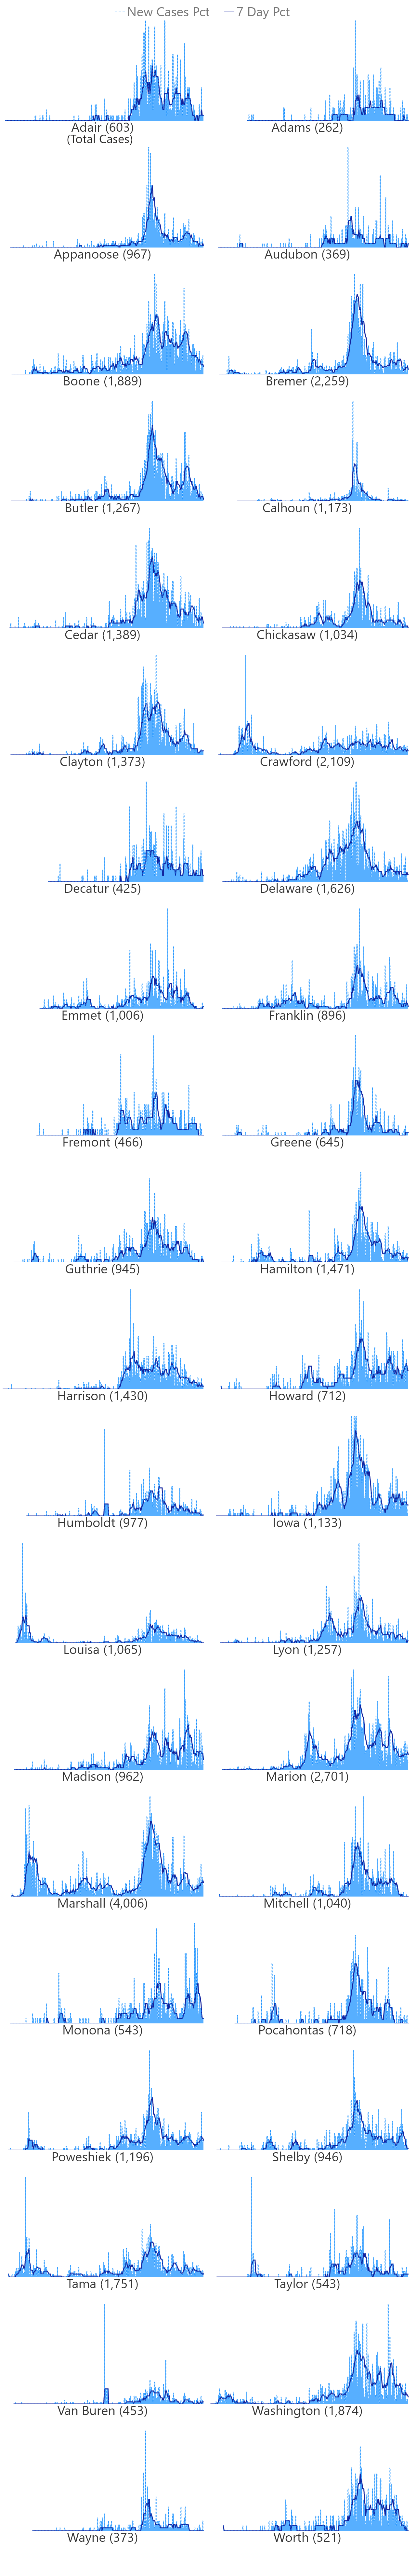 New Cases Pct 7 Day Pct
Adair (603) Adams (262)
(Total Cases)
Appanoose (967) Audubon (369)
Boone (1,889) Bremer (2,259)
Butler (1,267) Calhoun (1,173)
Cedar (1,389) Chickasaw (1,034)
Clayton (1,373) Crawford (2,109)
Decatur (425) Delaware (1,626)
Emmet (1,006) Franklin (896)
Fremont (466) Greene (645)
Guthrie (945) Hamilton (1,471)
Harrison (1,430) Howard (712)
Humboldt (977) Iowa (1,133)
Louisa (1,065) Lyon (1,257)
Madison (962) Marion (2,701)
Marshall (4,006) Mitchell (1,040)
Monona (543) Pocahontas (718)
Poweshiek (1,196) Shelby (946)
Tama (1,751) Taylor (543)
Van Buren (453) Washington (1,874)
Wayne (373) Worth (521)